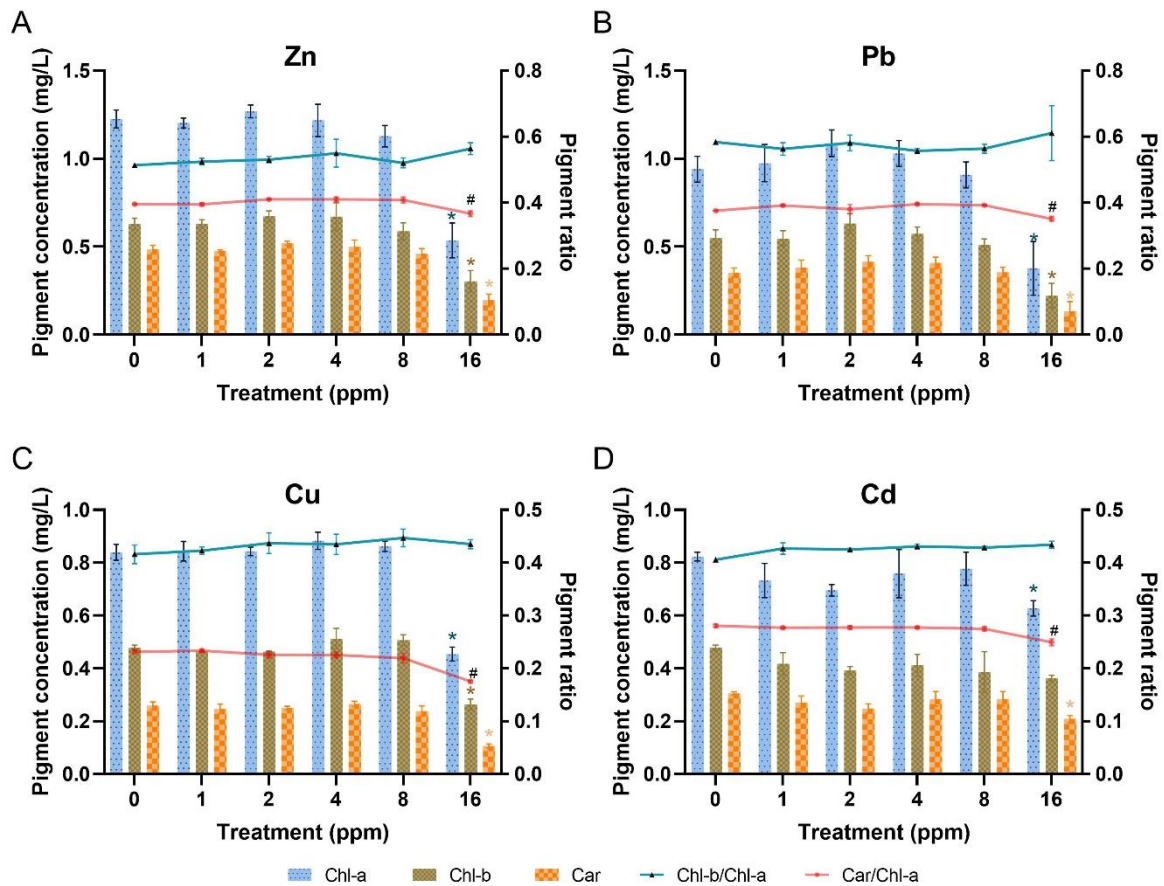 A
Zn
Pigment concentration (mg/L)
1.5
1.0
0.5
0.0
0.8
0.6
0.4
0.2
0.0
Pigment ratio
*
#
*
*
0 1 2 4 8 16
Treatment (ppm)
B
Pb
Pigment concentration (mg/L)
1.5
1.0
0.5
0.0
0.8
0.6
0.4
0.2
0.0
Pigment ratio
*
#
*
*
0 1 2 4 8 16
Treatment (ppm)
C
Cu
Pigment concentration (mg/L)
1.0
0.8
0.6
0.4
0.2
0.0
0.5
0.4
0.3
0.2
0.1
0.0
Pigment ratio
*
#
*
*
0 1 2 4 8 16
Treatment (ppm)
D
Cd
Pigment concentration (mg/L)
1.0
0.8
0.6
0.4
0.2
0.0
0.5
0.4
0.3
0.2
0.1
0.0
Pigment ratio
*
#
*
0 1 2 4 8 16
Treatment (ppm)
Chl-a Chl-b Car Chl-b/Chl-a Car/Chl-a